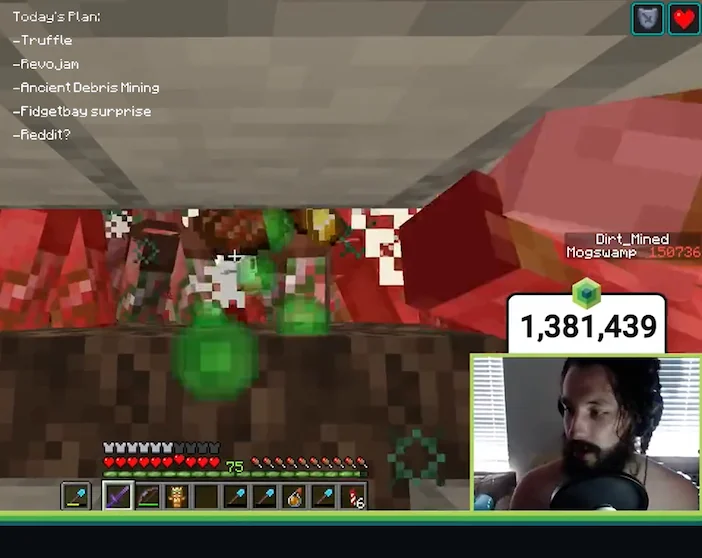 Today's Plan:
-Truffle
-Revojam
-Ancient Debris Mining
-Fidgetbay surprise
-Reddit?
Dirt_Mined
Mogswamp 150736
1,381,439
75
6